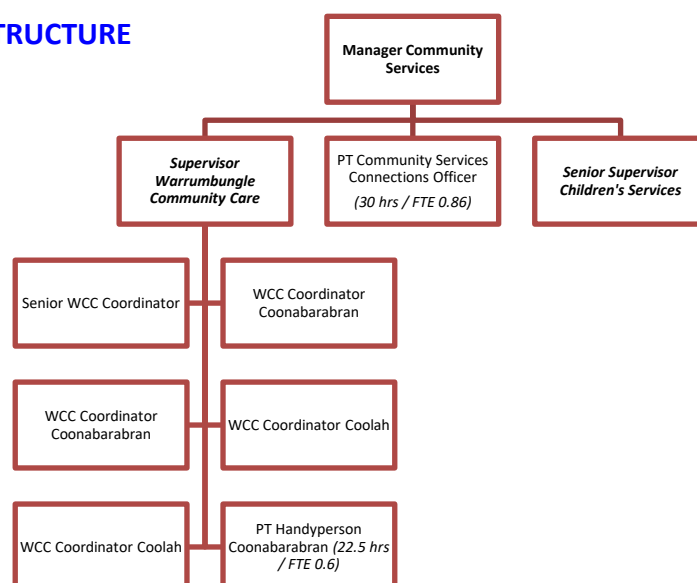 TRUCTURE
Manager Community
Services
Supervisor
Warrumbungle
Community Care
PT Community Services
Connections Officer
(30 hrs / FTE 0.86)
Senior Supervisor
Children's Services
Senior WCC Coordinator
WCC Coordinator
Coonabarabran
WCC Coordinator
Coonabarabran
WCC Coordinator Coolah
WCC Coordinator Coolah
PT Handyperson
Coonabarabran (22.5 hrs
/ FTE 0.6)